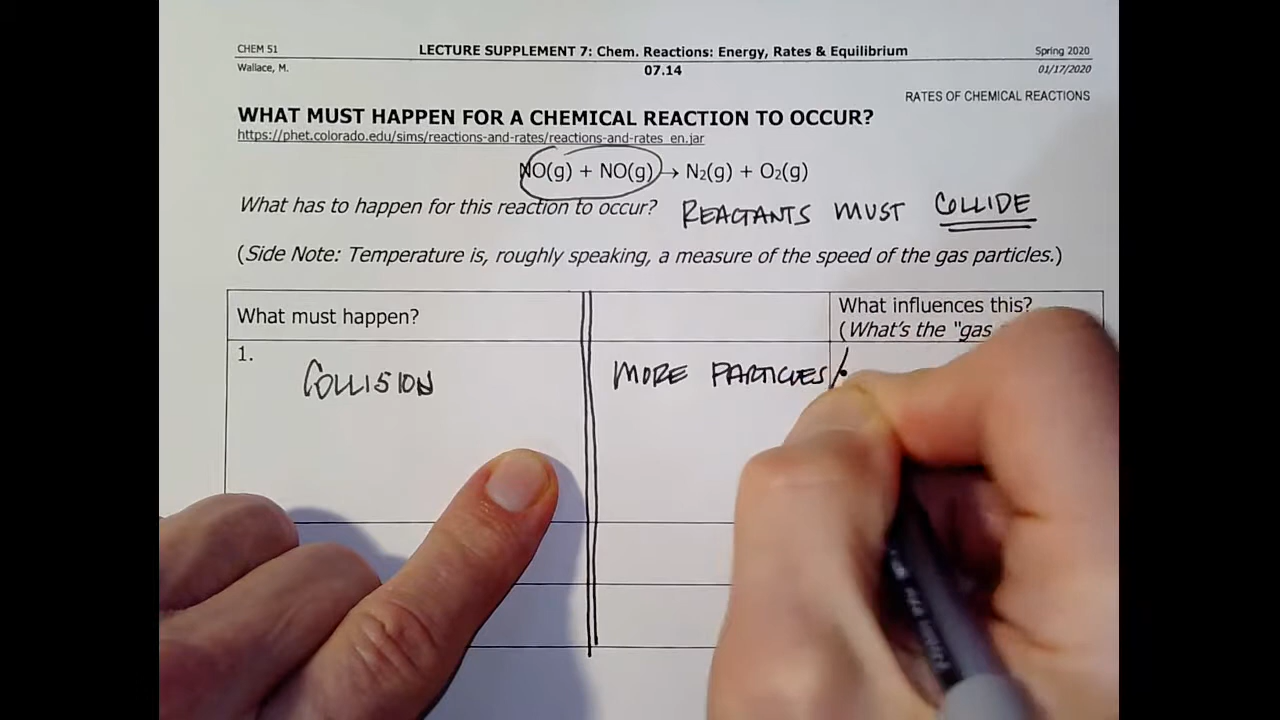 CHEM 51 LECTURE SUPPLEMENT 7: Chem. Reactions: Energy, Rates & Equilibrium Spring 2020
Wallace, M. 07.14 01/17/2020
RATES OF CHEMICAL REACTIONS
WHAT MUST HAPPEN FOR A CHEMICAL REACTION TO OCCUR?
https://phet.colorado.edu/sims/reactions-and-rates/reactions-and-rates_en.jar
NO(g) + NO(g) → N₂(g) + O₂(g)
What has to happen for this reaction to occur? REACTANTS MUST COLLIDE
(Side Note: Temperature is, roughly speaking, a measure of the speed of the gas particles.)
What must happen? What influences this?
(What's the "gas
1.
COLLISION MORE PARTICLES/